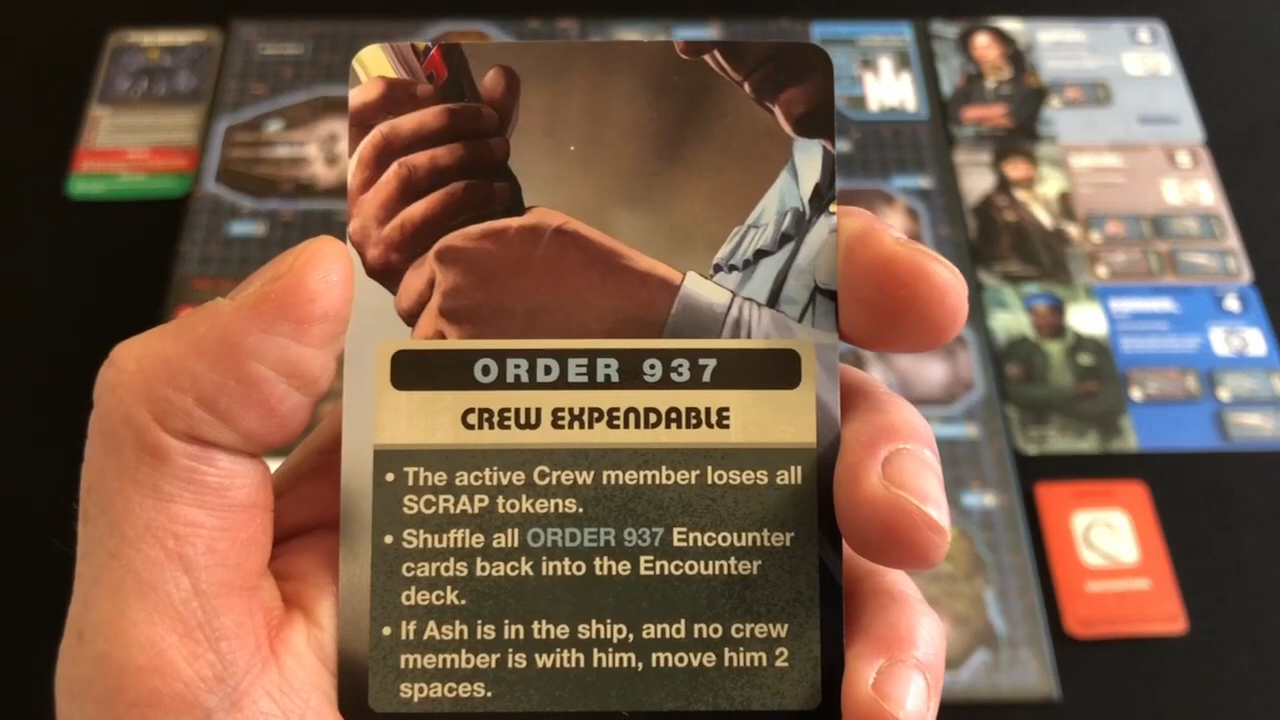 ORDER 937
CREW EXPENDABLE
• The active Crew member loses all
SCRAP tokens.
• Shuffle all ORDER 937 Encounter
cards back into the Encounter
deck.
• If Ash is in the ship, and no crew
member is with him, move him 2
spaces.